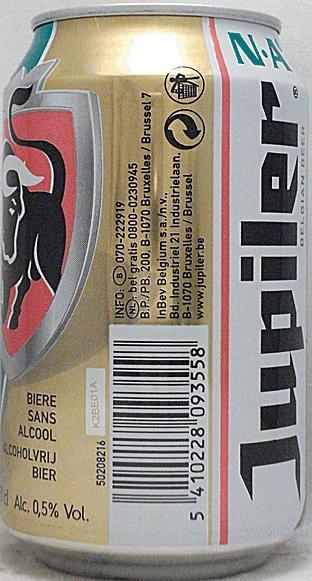 N·A
Jupiler®
BELGIAN BEER
INFO. (B) 070-222919
(NL): bel gratis 0800-0230945
B.P./PB. 200, B-1070 Bruxelles / Brussel 7
InBev Belgium s.a./n.v.
Bd. Industriel 21 Industrielaan,
B-1070 Bruxelles / Brussel
www.jupiler.be
BIERE
SANS
ALCOOL
ALCOHOLVRIJ
BIER
K2BE01A
50208216
cl Alc. 0,5% Vol.
5 410228 093558